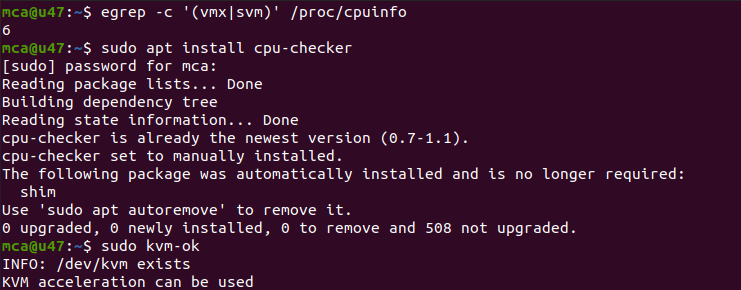 mca@u47:~$ egrep -c '(vmx|svm)' /proc/cpuinfo
6
mca@u47:~$ sudo apt install cpu-checker
[sudo] password for mca:
Reading package lists... Done
Building dependency tree
Reading state information... Done
cpu-checker is already the newest version (0.7-1.1).
cpu-checker set to manually installed.
The following package was automatically installed and is no longer required:
  shim
Use 'sudo apt autoremove' to remove it.
0 upgraded, 0 newly installed, 0 to remove and 508 not upgraded.
mca@u47:~$ sudo kvm-ok
INFO: /dev/kvm exists
KVM acceleration can be used